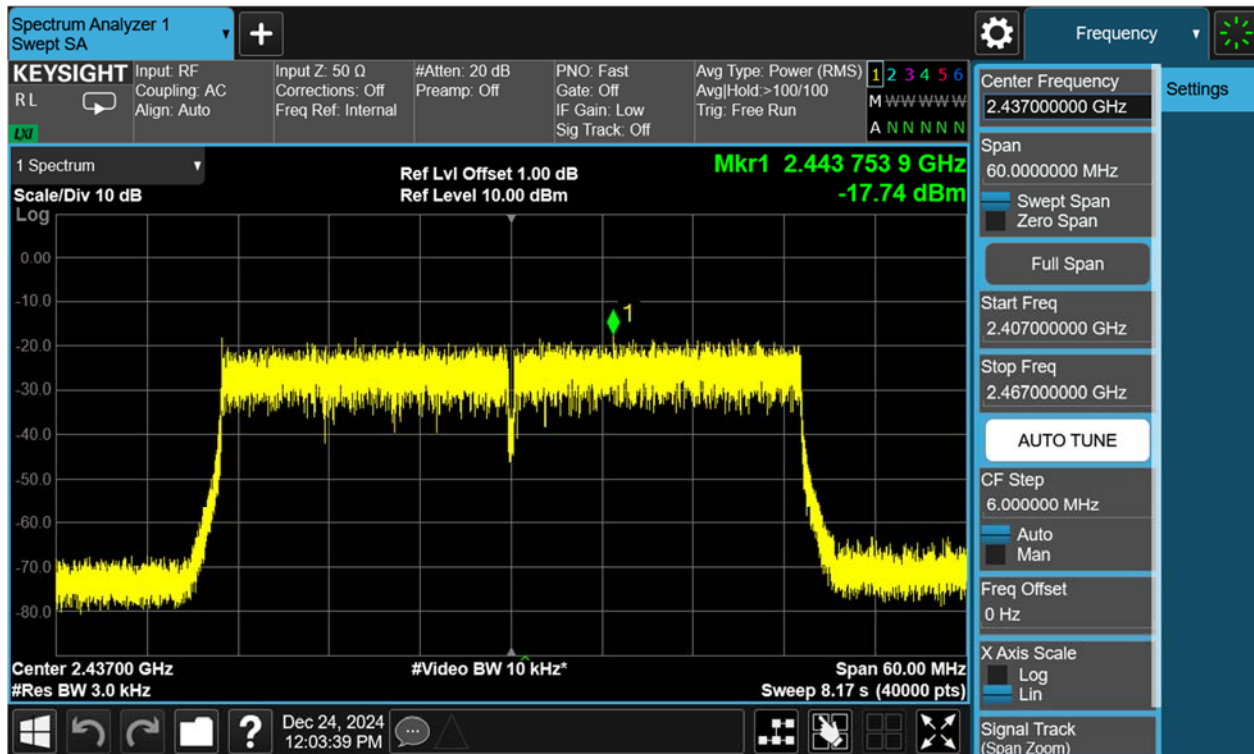 Spectrum Analyzer 1
Swept SA
+
Frequency
KEYSIGHT
RL
LXI
Input: RF
Coupling: AC
Align: Auto
Input Z: 50 Ω
Corrections: Off
Freq Ref: Internal
#Atten: 20 dB
Preamp: Off
PNO: Fast
Gate: Off
IF Gain: Low
Sig Track: Off
Avg Type: Power (RMS)
Avg|Hold:>100/100
Trig: Free Run
1 2 3 4 5 6
M W W W W W
A N N N N N
1 Spectrum
Scale/Div 10 dB
Log
Ref Lvl Offset 1.00 dB
Ref Level 10.00 dBm
Mkr1 2.443 753 9 GHz
-17.74 dBm
1
0.00
-10.0
-20.0
-30.0
-40.0
-50.0
-60.0
-70.0
-80.0
Center 2.43700 GHz
#Res BW 3.0 kHz
#Video BW 10 kHz*
Span 60.00 MHz
Sweep 8.17 s (40000 pts)
Center Frequency
2.437000000 GHz
Settings
Span
60.0000000 MHz
Swept Span
Zero Span
Full Span
Start Freq
2.407000000 GHz
Stop Freq
2.467000000 GHz
AUTO TUNE
CF Step
6.000000 MHz
Auto
Man
Freq Offset
0 Hz
X Axis Scale
Log
Lin
Signal Track
(Span Zoom)
?
Dec 24, 2024
12:03:39 PM